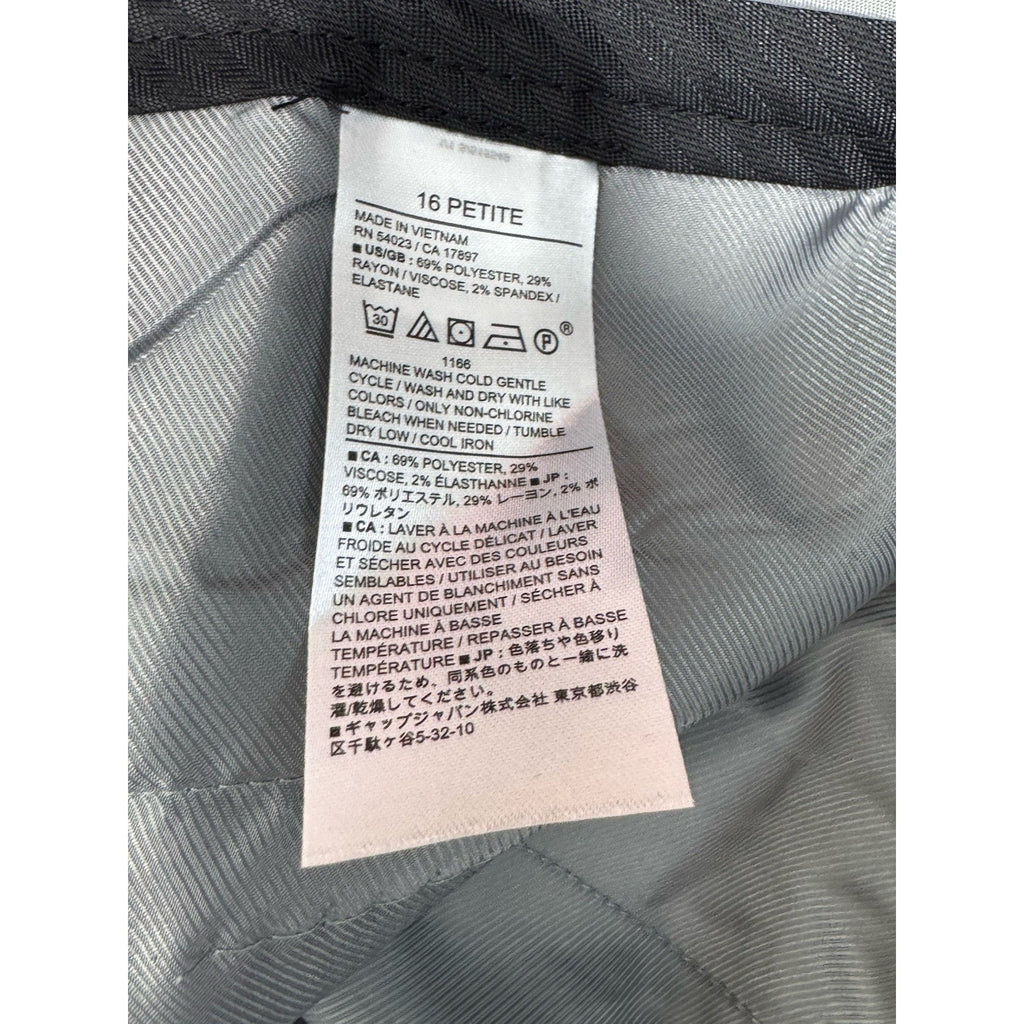 16 PETITE
MADE IN VIETNAM
RN 54023 / CA 17897
■ US/GB : 69% POLYESTER, 29%
RAYON / VISCOSE, 2% SPANDEX /
ELASTANE
30 P ®
1166
MACHINE WASH COLD GENTLE
CYCLE / WASH AND DRY WITH LIKE
COLORS / ONLY NON-CHLORINE
BLEACH WHEN NEEDED / TUMBLE
DRY LOW / COOL IRON
■ CA : 69% POLYESTER, 29%
VISCOSE, 2% ÉLASTHANNE ■ JP :
69% ポリエステル, 29% レーヨン, 2% ポ
リウレタン
■ CA : LAVER À LA MACHINE À L'EAU
FROIDE AU CYCLE DÉLICAT / LAVER
ET SÉCHER AVEC DES COULEURS
SEMBLABLES / UTILISER AU BESOIN
UN AGENT DE BLANCHIMENT SANS
CHLORE UNIQUEMENT / SÉCHER À
LA MACHINE À BASSE
TEMPÉRATURE / REPASSER À BASSE
TEMPÉRATURE ■ JP : 色落ちや色移り
を避けるため、同系色のものと一緒に洗
濯/乾燥してください。
■ ギャップジャパン株式会社 東京都渋谷
区千駄ヶ谷5-32-10